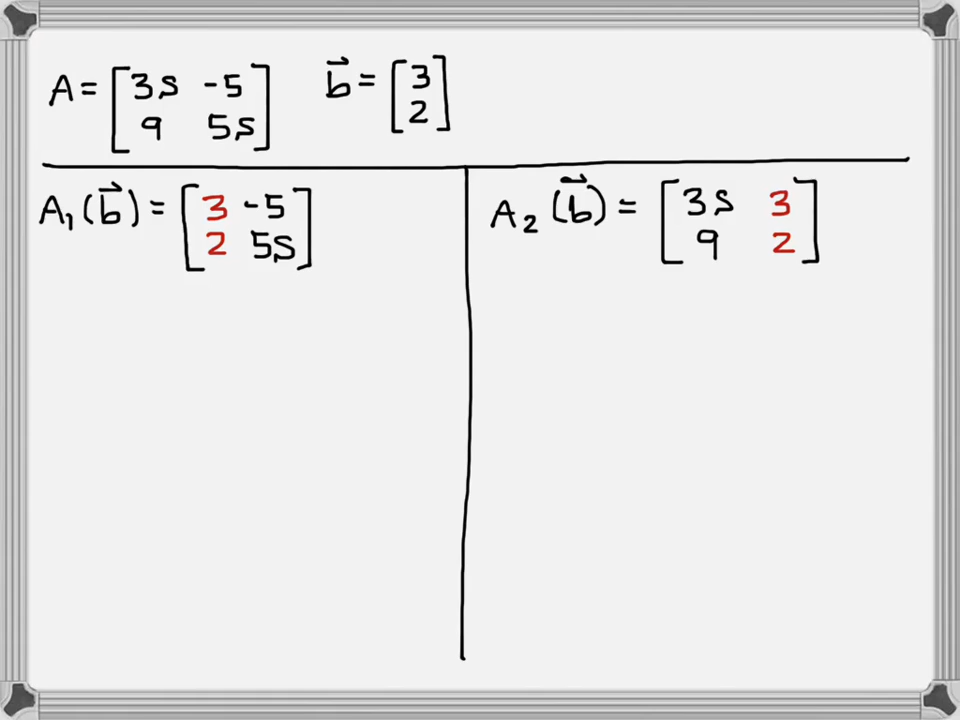 A = [ 3s -5 ] b⃗ = [ 3 ]
[ 9 5s ] [ 2 ]
A₁(b⃗) = [ 3 -5 ]
[ 2 5s ]
A₂(b⃗) = [ 3s 3 ]
[ 9 2 ]